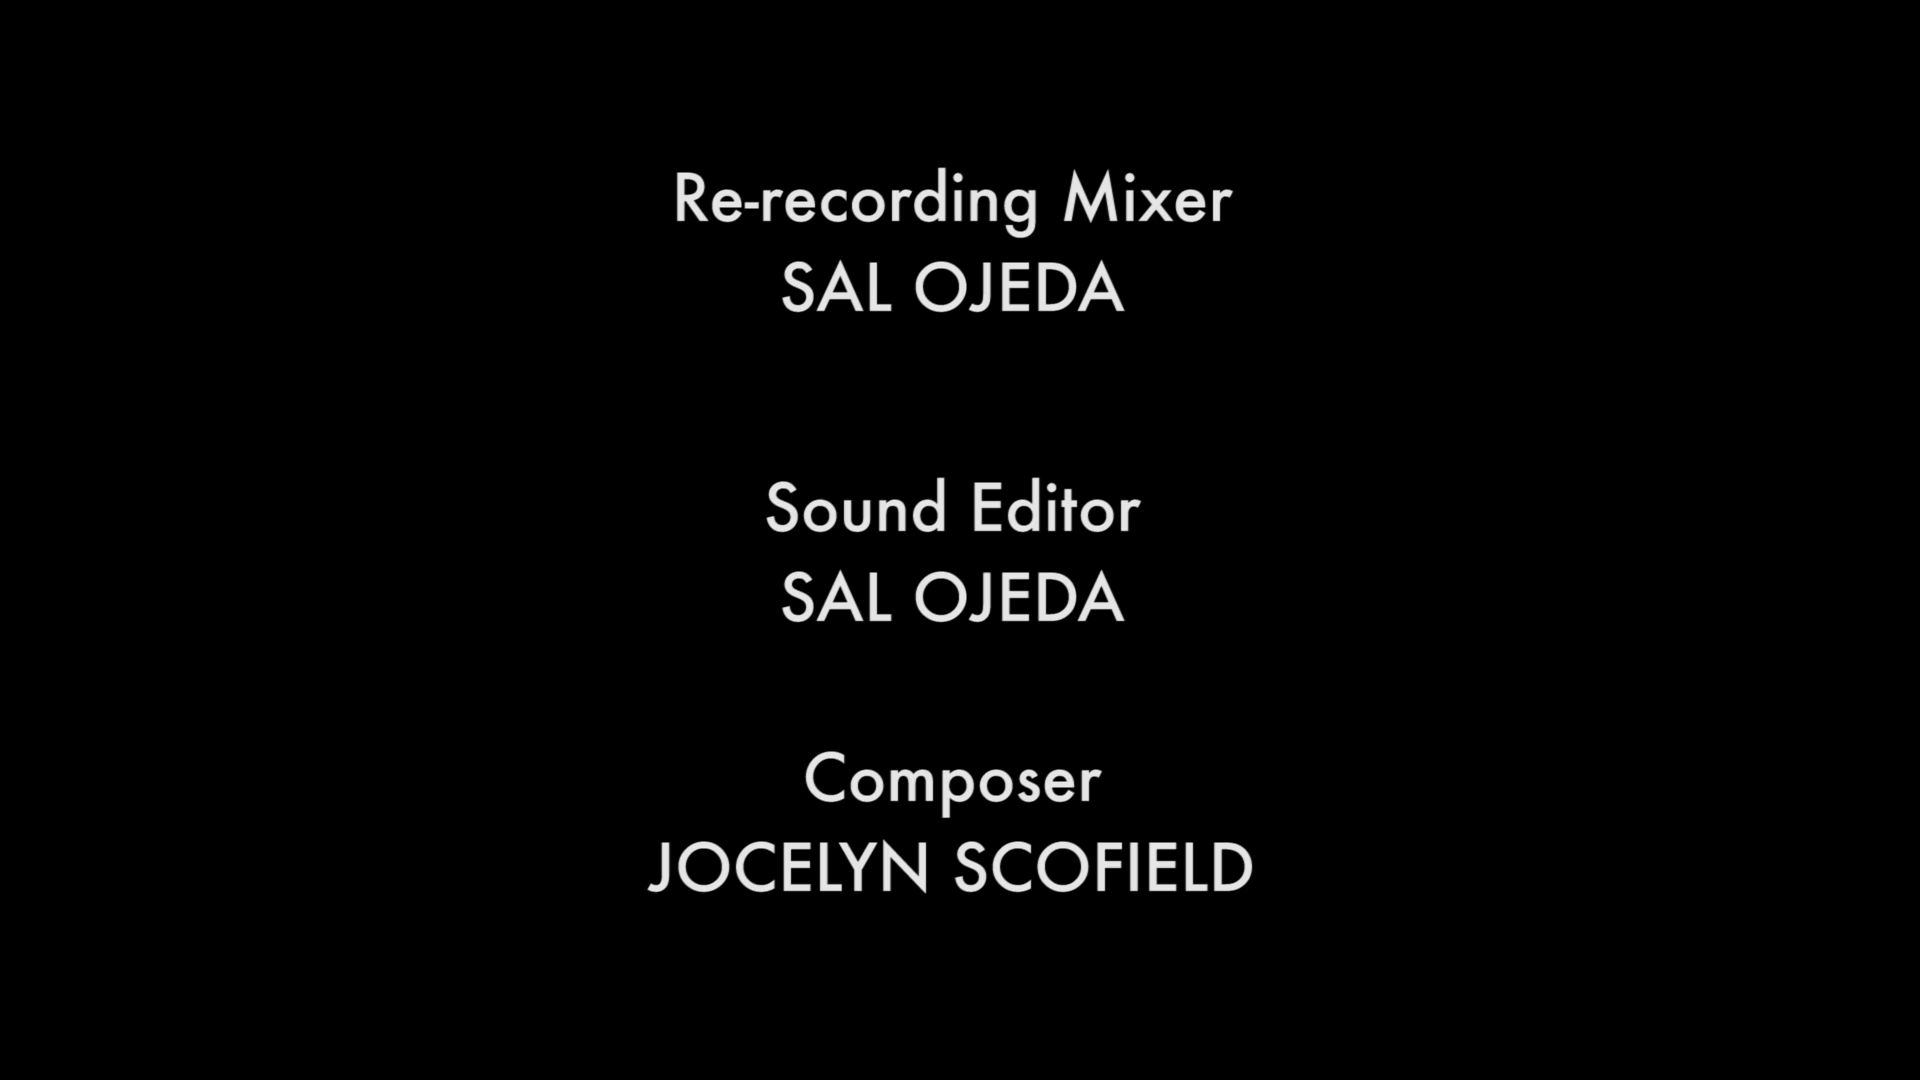 Re-recording Mixer
SAL OJEDA
Sound Editor
SAL OJEDA
Composer
JOCELYN SCOFIELD